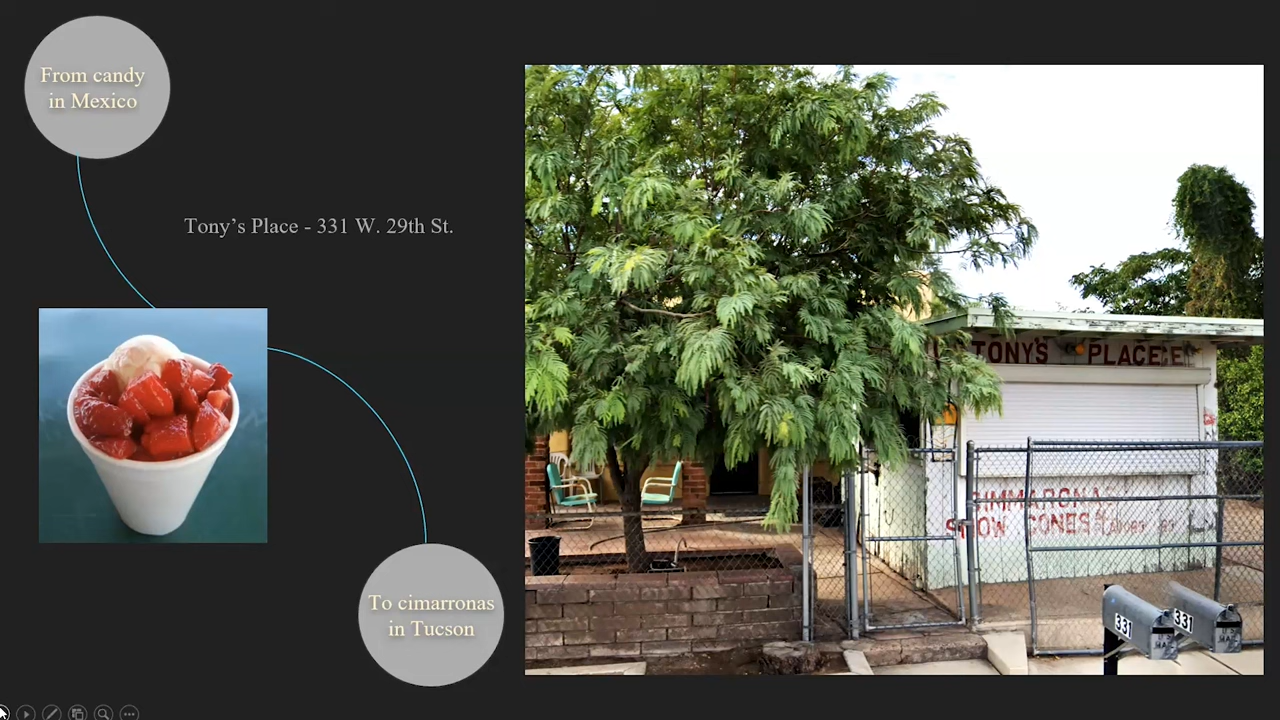 From candy
in Mexico
Tony’s Place - 331 W. 29th St.
To cimarronas
in Tucson
TONY'S PLACE
CIMMARONA
SNOW CONES
331
331